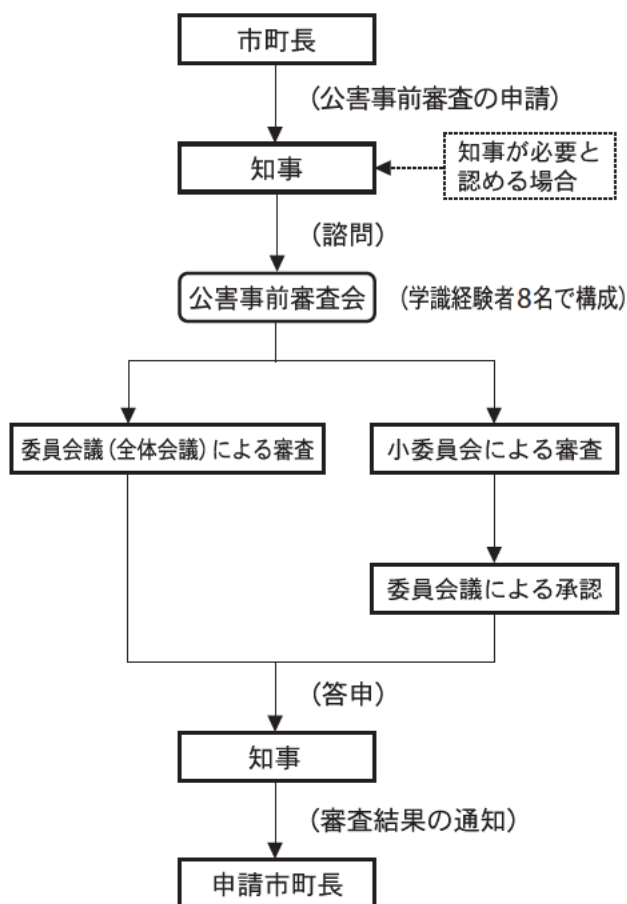 市町長
(公害事前審査の申請)
知事
知事が必要と
認める場合
(諮問)
公害事前審査会
(学識経験者8名で構成)
委員会議(全体会議)による審査
小委員会による審査
委員会議による承認
(答申)
知事
(審査結果の通知)
申請市町長